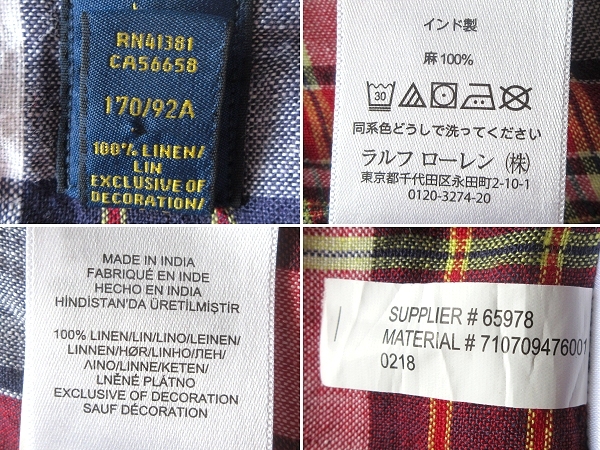 RN41381
CA56658
170/92A
100% LINEN/
LIN
EXCLUSIVE OF
DECORATION/
インド製
麻100%
30
同系色どうしで洗ってください
ラルフ ローレン (株)
東京都千代田区永田町2-10-1
0120-3274-20
MADE IN INDIA
FABRIQUÉ EN INDE
HECHO EN INDIA
HİNDİSTAN'DA ÜRETİLMİŞTİR
100% LINEN/LIN/LINO/LEINEN/
LINNEN/HØR/LINHO/ЛЕН/
ΛΙΝΟ/LINNE/KETEN/
LNĚNÉ PLÁTNO
EXCLUSIVE OF DECORATION
SAUF DÉCORATION
SUPPLIER # 65978
MATERIAL # 710709476001
0218